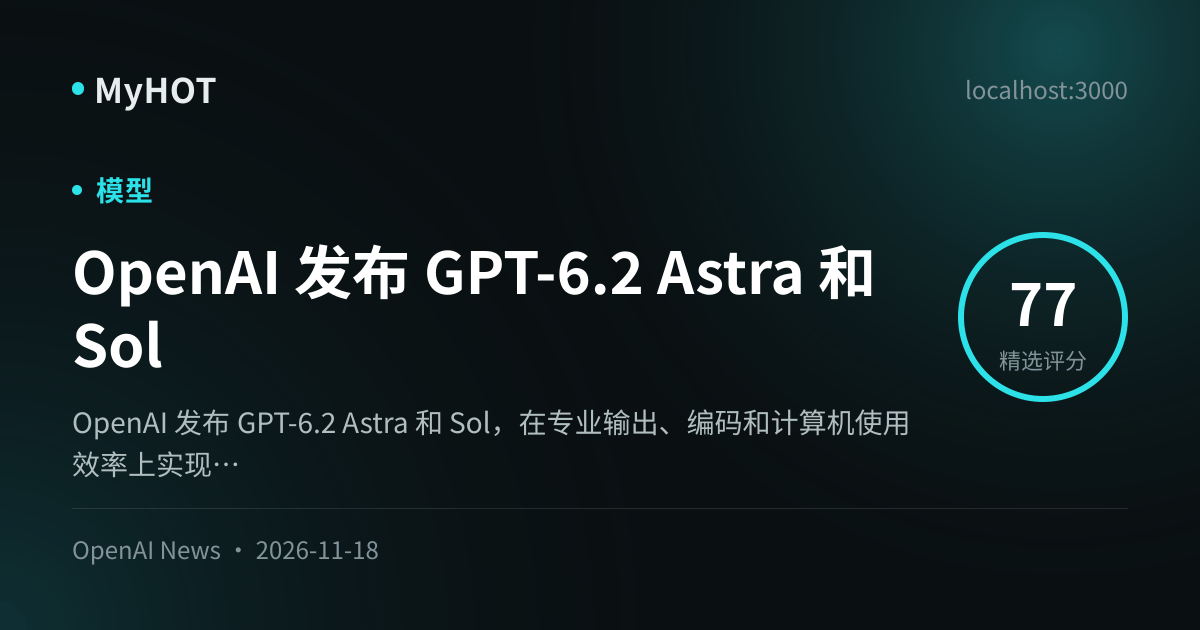 MyHOT
localhost:3000
模型
OpenAI 发布 GPT-6.2 Astra 和
Sol
77
精选评分
OpenAI 发布 GPT-6.2 Astra 和 Sol，在专业输出、编码和计算机使用
效率上实现…
OpenAI News · 2026-11-18